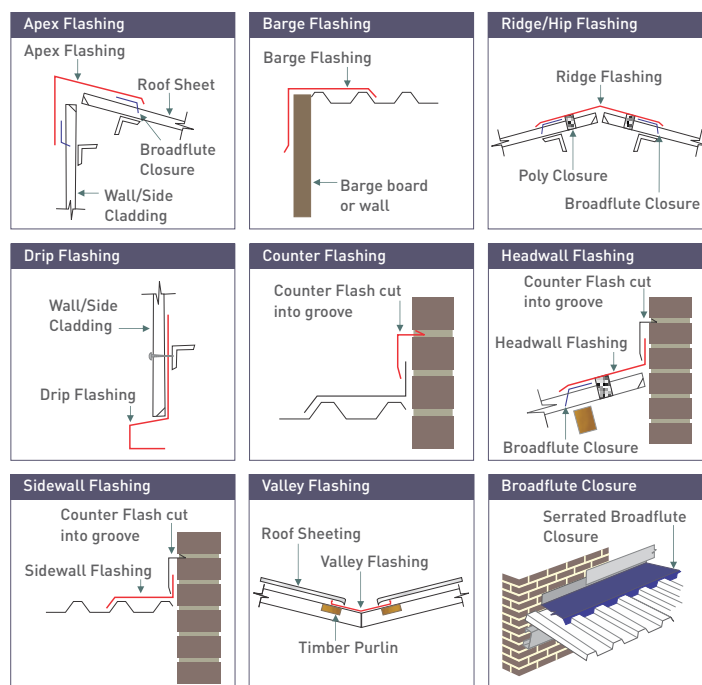 Apex Flashing
Apex Flashing
Roof Sheet
Broadflute
Closure
Wall/Side
Cladding
Barge Flashing
Barge Flashing
Barge board
or wall
Ridge/Hip Flashing
Ridge Flashing
Poly Closure
Broadflute Closure
Drip Flashing
Wall/Side
Cladding
Drip Flashing
Counter Flashing
Counter Flash cut
into groove
Headwall Flashing
Counter Flash cut
into groove
Headwall Flashing
Broadflute Closure
Sidewall Flashing
Counter Flash cut
into groove
Sidewall Flashing
Valley Flashing
Roof Sheeting
Valley Flashing
Timber Purlin
Broadflute Closure
Serrated Broadflute
Closure